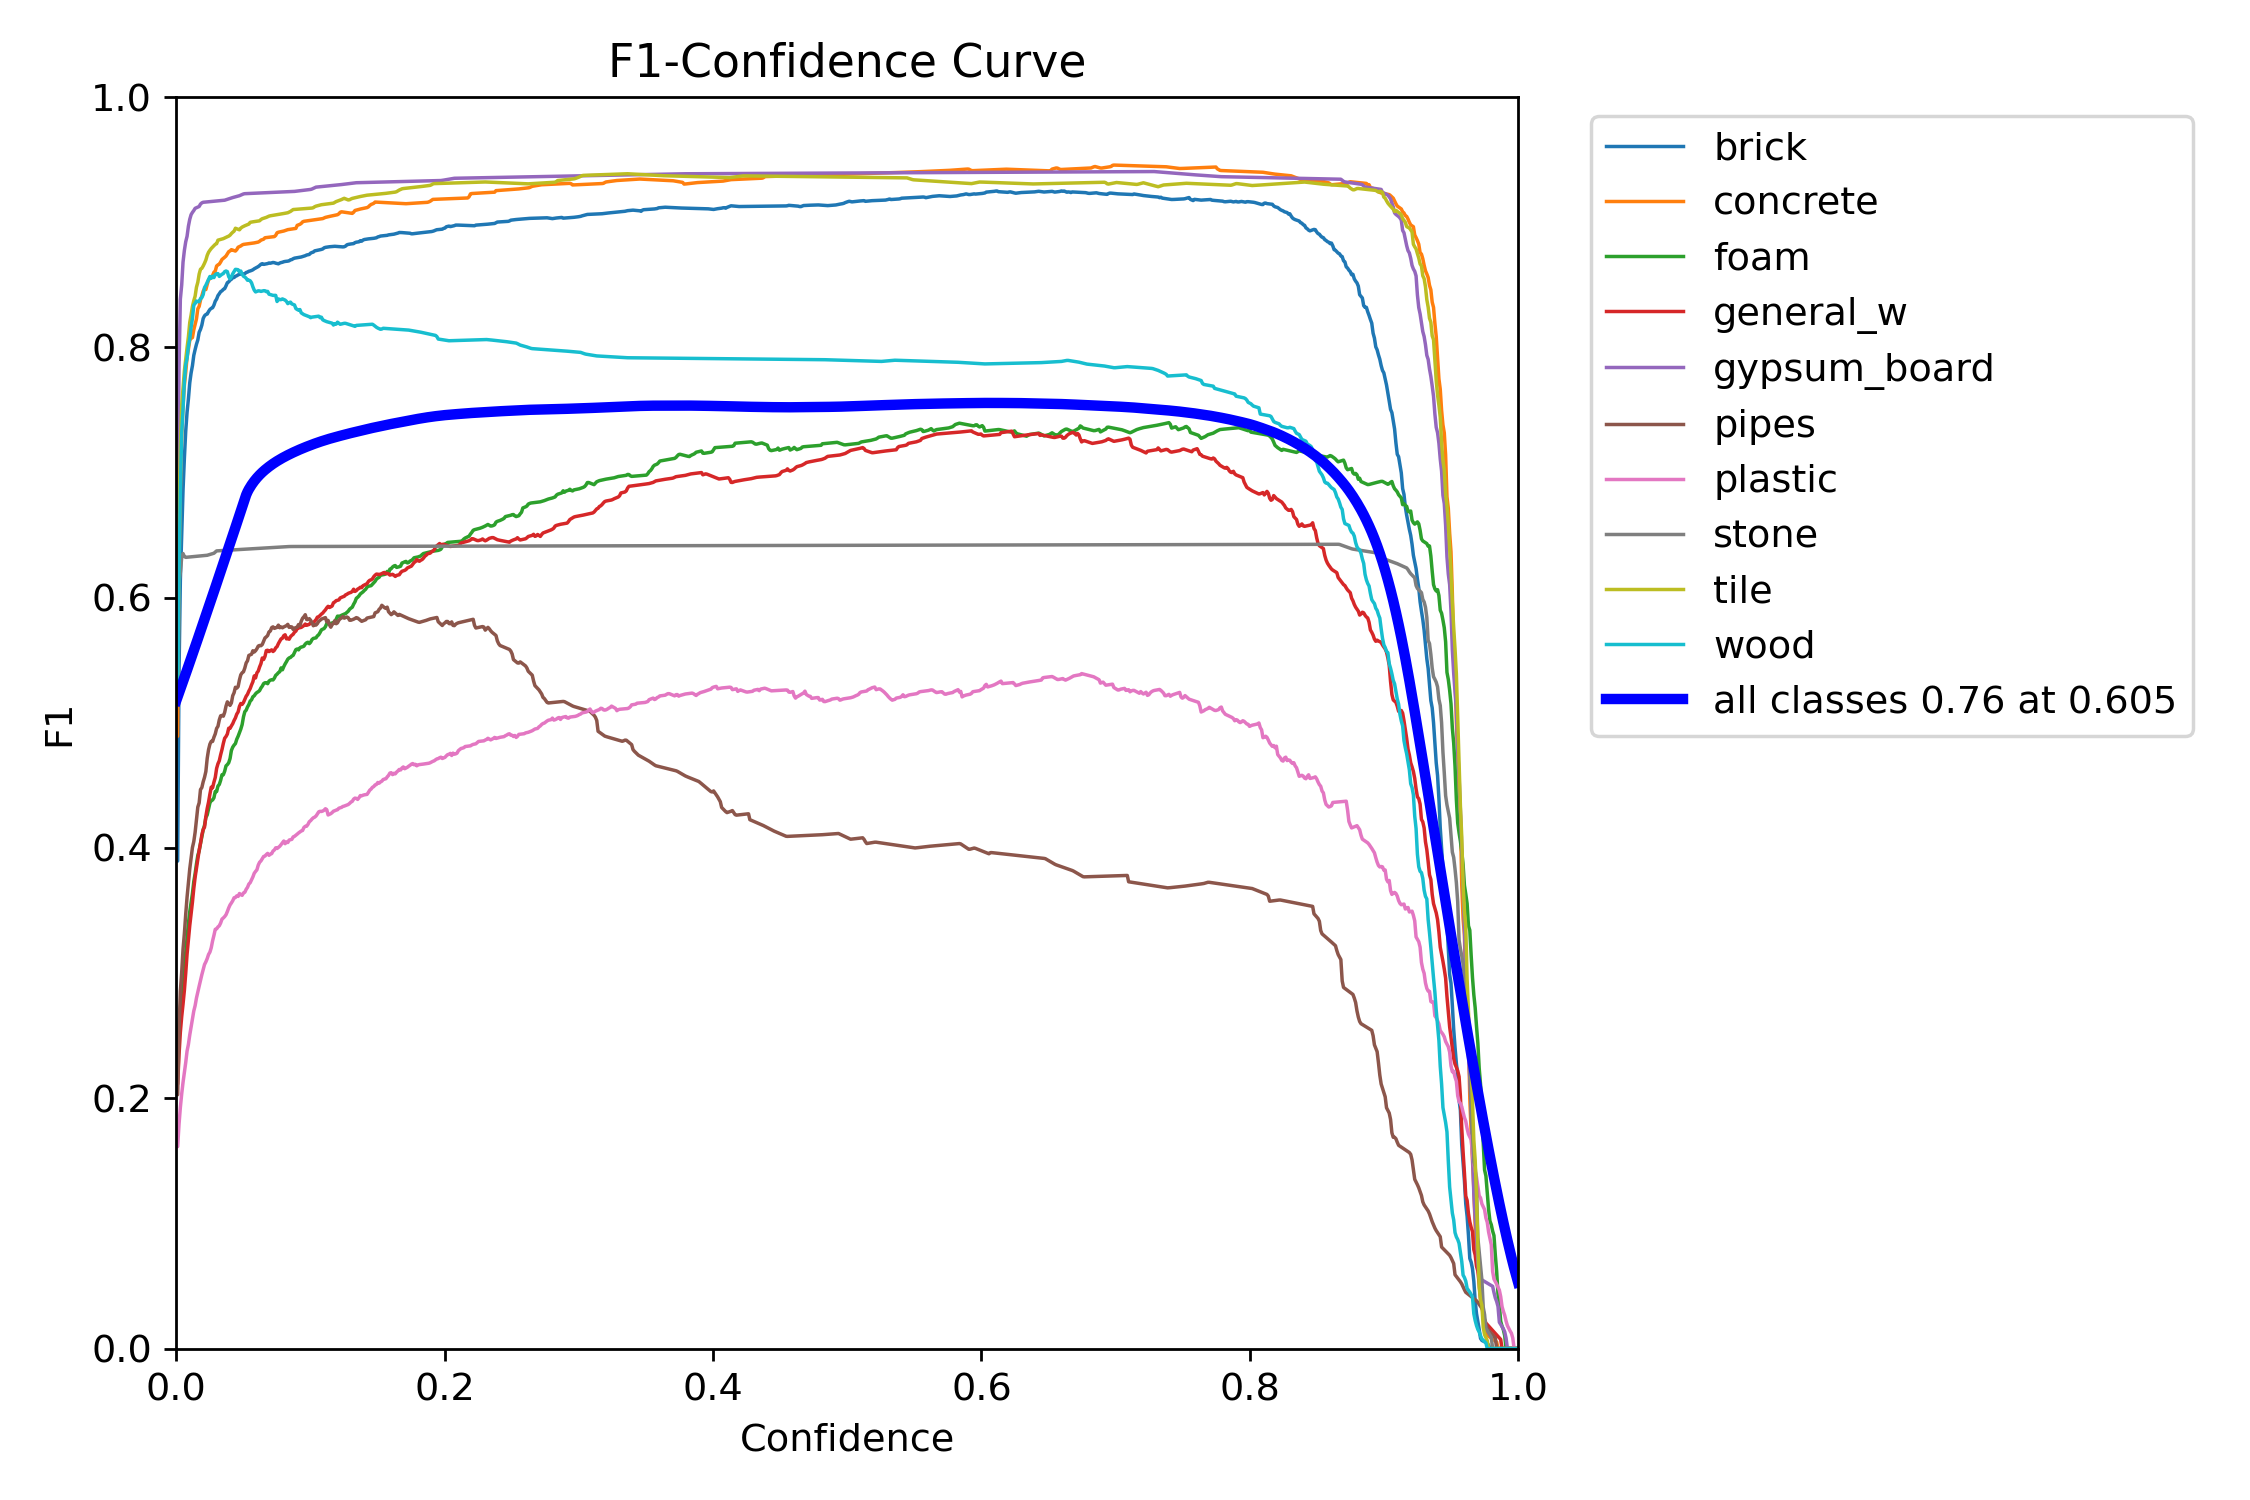 F1-Confidence Curve
1.0
0.8
0.6
0.4
0.2
0.0
F1
0.0 0.2 0.4 0.6 0.8 1.0
Confidence
brick
concrete
foam
general_w
gypsum_board
pipes
plastic
stone
tile
wood
all classes 0.76 at 0.605